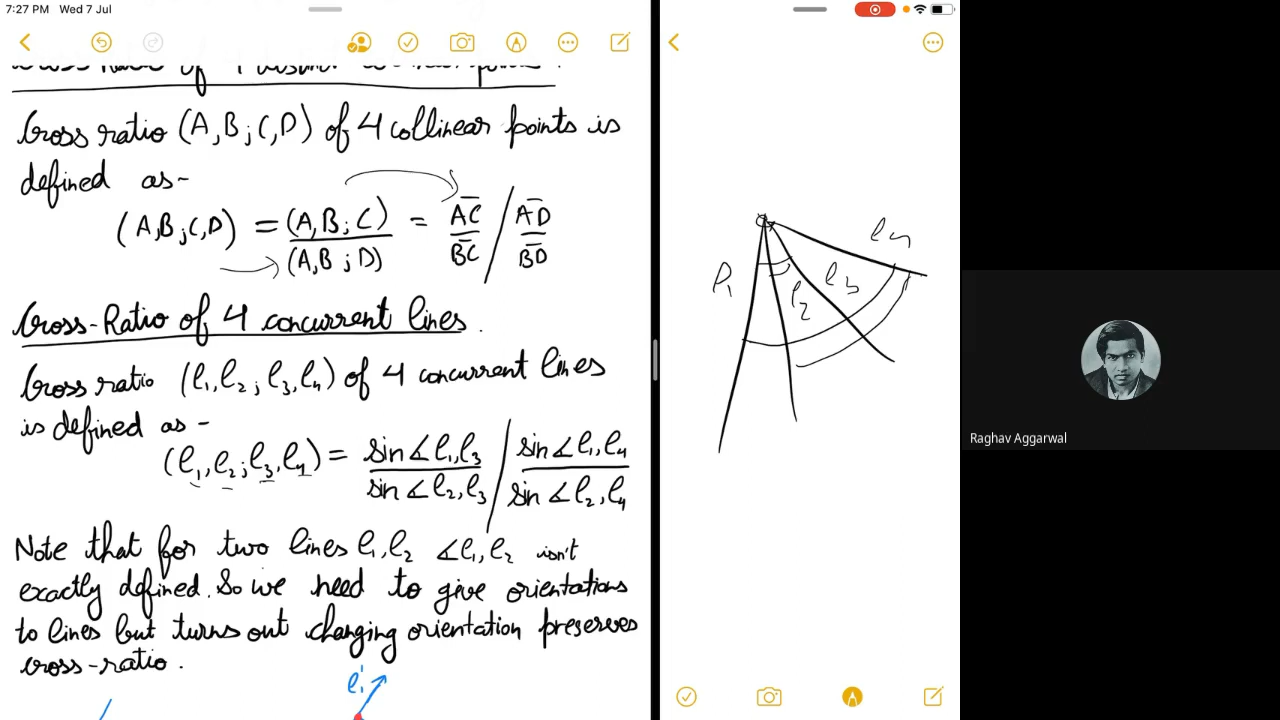 7:27 PM Wed 7 Jul
Cross Ratio of 4
Cross ratio (A,B;C,D) of 4 collinear points is
defined as-
(A,B;C,D) = (A,B;C)/(A,B;D) = A̅C̅/B̅C̅ / A̅D̅/B̅D̅
Cross-Ratio of 4 concurrent lines.
Cross ratio (l₁,l₂;l₃,l₄) of 4 concurrent lines
is defined as -
(l₁,l₂;l₃,l₄) = sin∡l₁,l₃/sin∡l₂,l₃ / sin∡l₁,l₄/sin∡l₂,l₄
Note that for two lines l₁,l₂ ∡l₁,l₂ isn't
exactly defined. So we need to give orientations
to lines but turns out changing orientation preserves
cross-ratio.
l₁'
l₁
l₂
l₃
l₄
Raghav Aggarwal